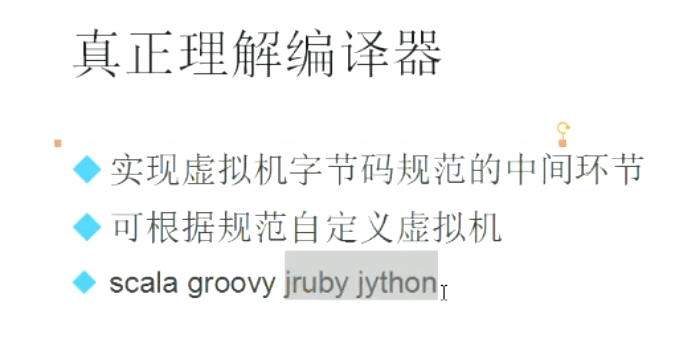 真正理解编译器
实现虚拟机字节码规范的中间环节
可根据规范自定义虚拟机
scala groovy jruby jython